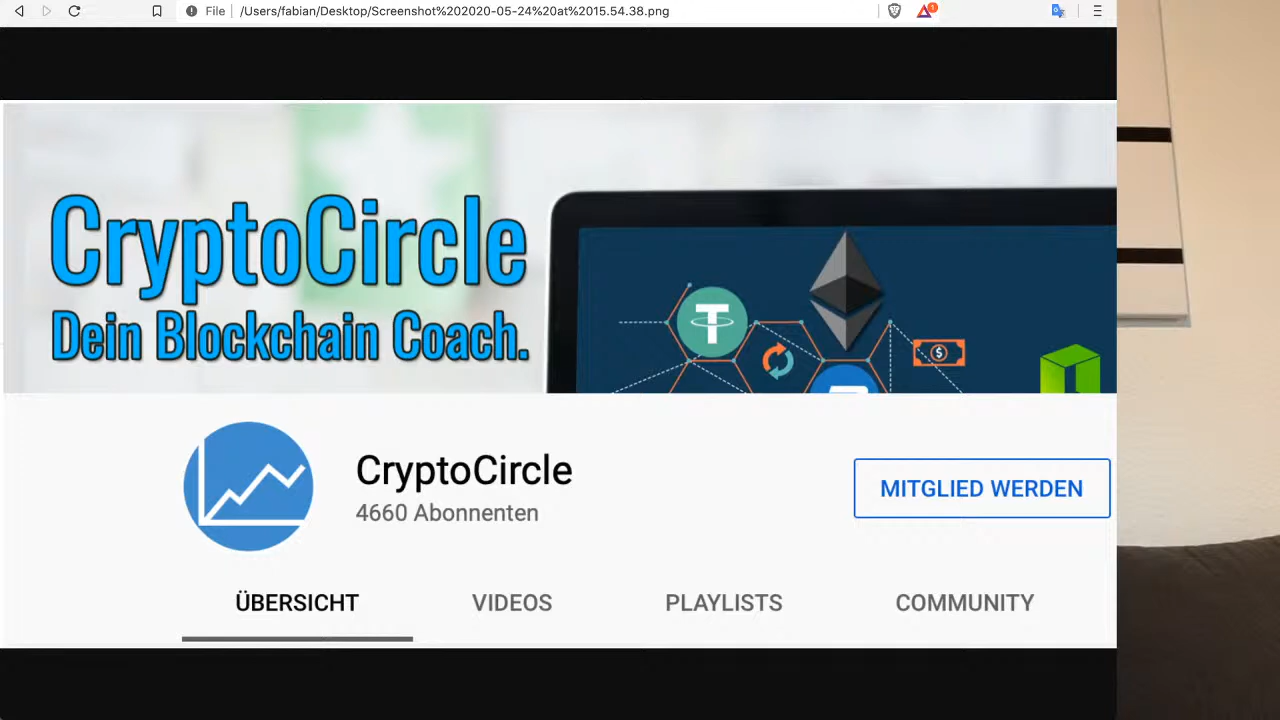 File
/Users/fabian/Desktop/Screenshot%202020-05-24%20at%2015.54.38.png
1
CryptoCircle
Dein Blockchain Coach.
CryptoCircle
4660 Abonnenten
MITGLIED WERDEN
ÜBERSICHT
VIDEOS
PLAYLISTS
COMMUNITY